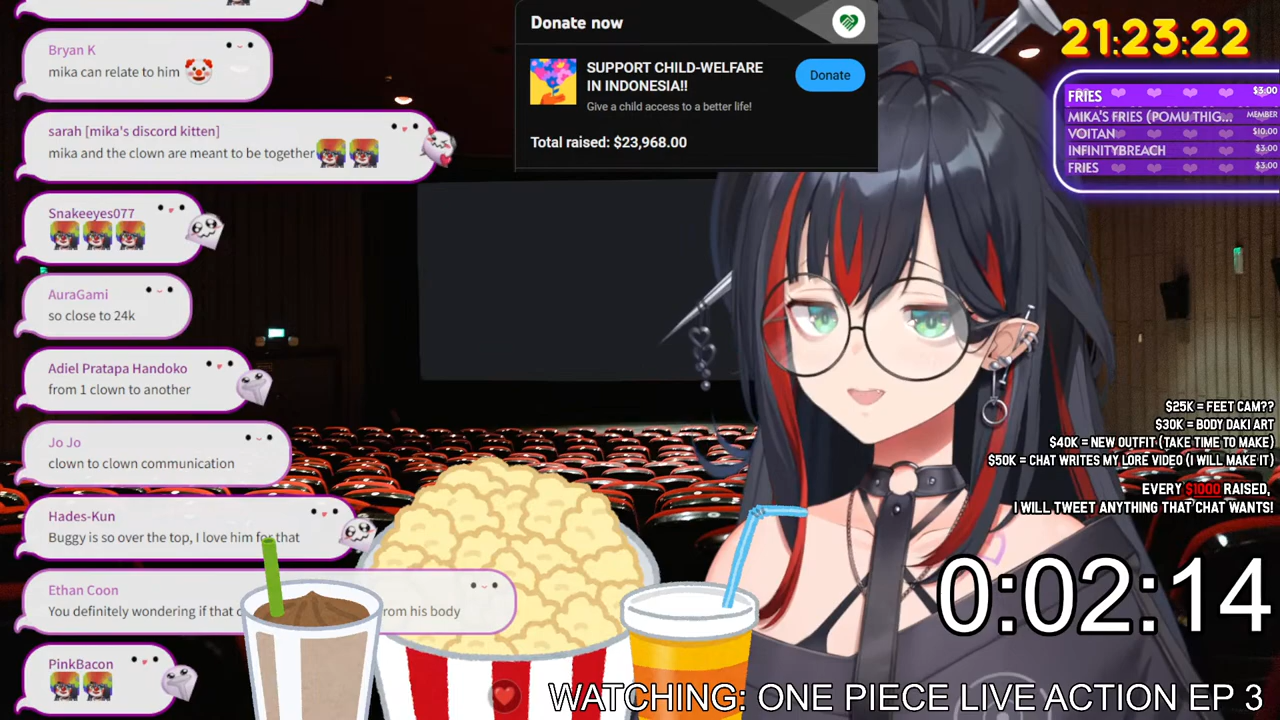 Bryan K
mika can relate to him
sarah [mika's discord kitten]
mika and the clown are meant to be together
Snakeeyes077
AuraGami
so close to 24k
Adiel Pratapa Handoko
from 1 clown to another
Jo Jo
clown to clown communication
Hades-Kun
Buggy is so over the top, I love him for that
Ethan Coon
You definitely wondering if that rom his body
PinkBacon
Donate now
SUPPORT CHILD-WELFARE
IN INDONESIA!!
Give a child access to a better life!
Donate
Total raised: $23,968.00
21:23:22
FRIES $3.00
MIKA'S FRIES (POMU THIG... MEMBER
VOITAN $10.00
INFINITYBREACH $3.00
FRIES $3.00
$25K = FEET CAM??
$30K = BODY DAKI ART
$40K = NEW OUTFIT (TAKE TIME TO MAKE)
$50K = CHAT WRITES MY LORE VIDEO (I WILL MAKE IT)
EVERY $1000 RAISED,
I WILL TWEET ANYTHING THAT CHAT WANTS!
0:02:14
WATCHING: ONE PIECE LIVE ACTION EP 3